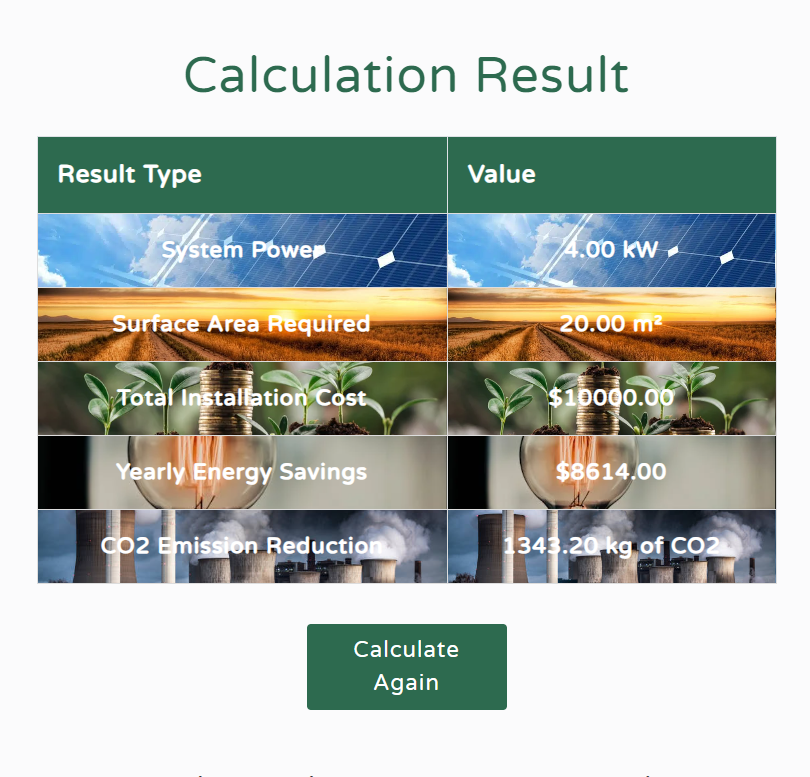 Calculation Result
Result Type Value
System Power 4.00 kW
Surface Area Required 20.00 m²
Total Installation Cost $10000.00
Yearly Energy Savings $8614.00
CO2 Emission Reduction 1343.20 kg of CO2
Calculate
Again